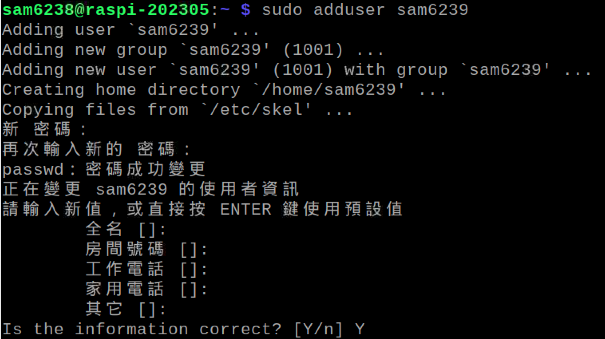 sam6238@raspi-202305:~ $ sudo adduser sam6239
Adding user `sam6239' ...
Adding new group `sam6239' (1001) ...
Adding new user `sam6239' (1001) with group `sam6239' ...
Creating home directory `/home/sam6239' ...
Copying files from `/etc/skel' ...
新 密碼：
再次輸入新的 密碼：
passwd：密碼成功變更
正在變更 sam6239 的使用者資訊
請輸入新值，或直接按 ENTER 鍵使用預設值
全名 []:
房間號碼 []:
工作電話 []:
家用電話 []:
其它 []:
Is the information correct? [Y/n] Y